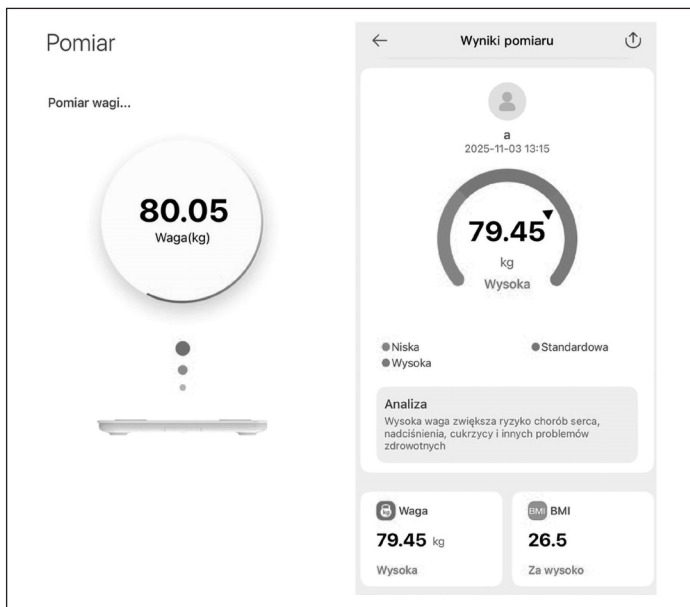 Pomiar
Pomiar wagi...
80.05
Waga(kg)
Wyniki pomiaru
a
2025-11-03 13:15
79.45
kg
Wysoka
Niska
Standardowa
Wysoka
Analiza
Wysoka waga zwiększa ryzyko chorób serca,
nadciśnienia, cukrzycy i innych problemów
zdrowotnych
Waga
79.45 kg
Wysoka
BMI BMI
26.5
Za wysoko